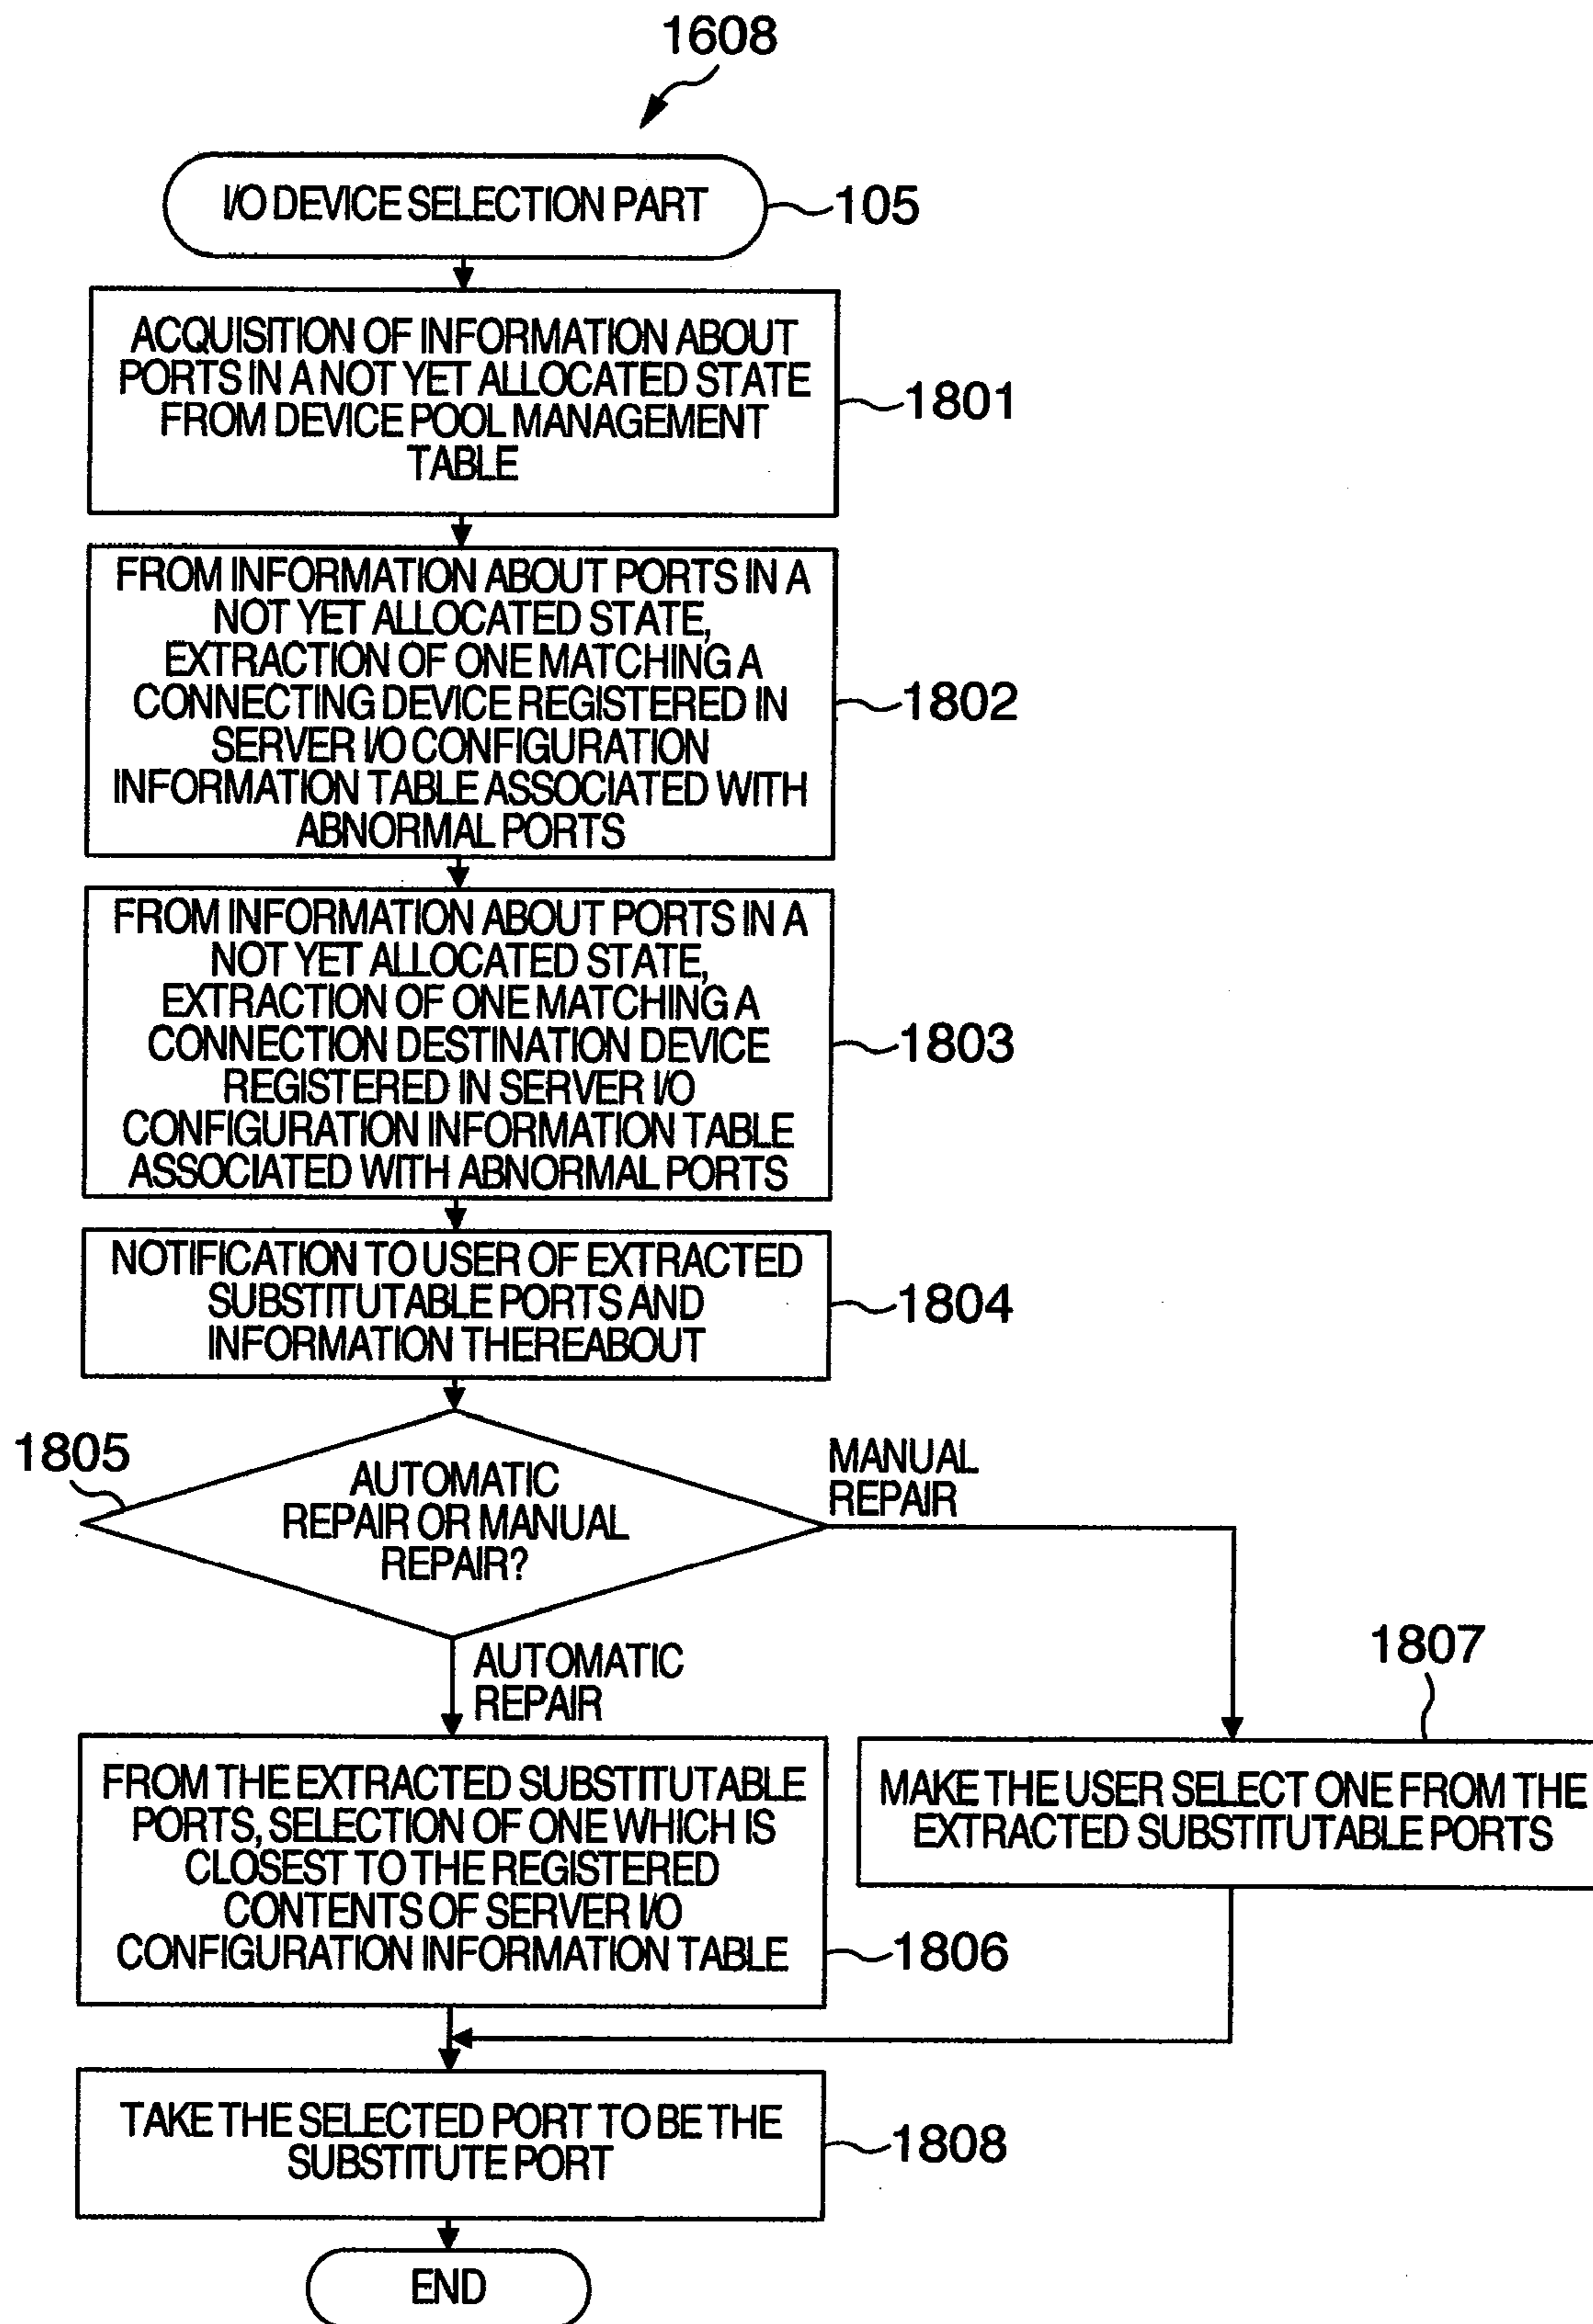 1608
I/O DEVICE SELECTION PART
105
ACQUISITION OF INFORMATION ABOUT
PORTS IN A NOT YET ALLOCATED STATE
FROM DEVICE POOL MANAGEMENT
TABLE
1801
FROM INFORMATION ABOUT PORTS IN A
NOT YET ALLOCATED STATE,
EXTRACTION OF ONE MATCHING A
CONNECTING DEVICE REGISTERED IN
SERVER I/O CONFIGURATION
INFORMATION TABLE ASSOCIATED WITH
ABNORMAL PORTS
1802
FROM INFORMATION ABOUT PORTS IN A
NOT YET ALLOCATED STATE,
EXTRACTION OF ONE MATCHING A
CONNECTION DESTINATION DEVICE
REGISTERED IN SERVER I/O
CONFIGURATION INFORMATION TABLE
ASSOCIATED WITH ABNORMAL PORTS
1803
NOTIFICATION TO USER OF EXTRACTED
SUBSTITUTABLE PORTS AND
INFORMATION THEREABOUT
1804
1805
AUTOMATIC
REPAIR OR MANUAL
REPAIR?
MANUAL
REPAIR
AUTOMATIC
REPAIR
1807
FROM THE EXTRACTED SUBSTITUTABLE
PORTS, SELECTION OF ONE WHICH IS
CLOSEST TO THE REGISTERED
CONTENTS OF SERVER I/O
CONFIGURATION INFORMATION TABLE
1806
MAKE THE USER SELECT ONE FROM THE
EXTRACTED SUBSTITUTABLE PORTS
TAKE THE SELECTED PORT TO BE THE
SUBSTITUTE PORT
1808
END